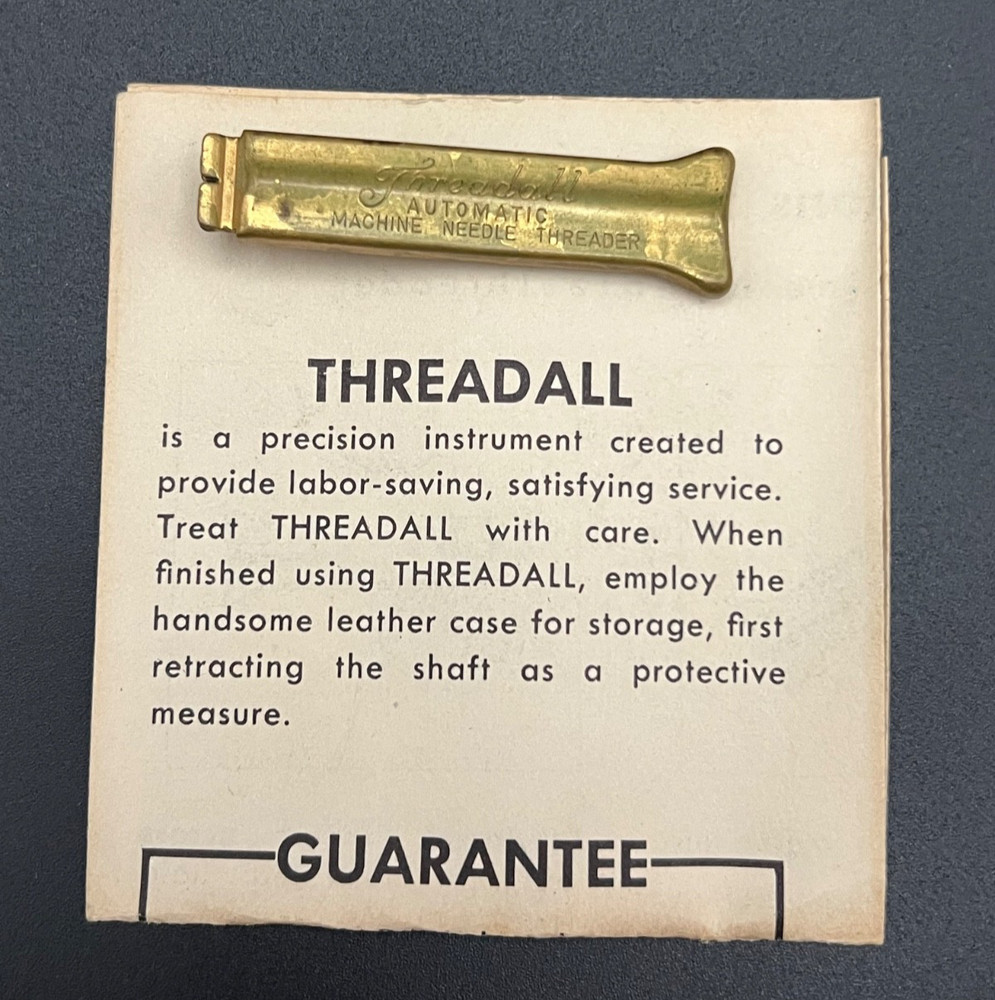 Threadall
AUTOMATIC
MACHINE NEEDLE THREADER
THREADALL
is a precision instrument created to
provide labor-saving, satisfying service.
Treat THREADALL with care. When
finished using THREADALL, employ the
handsome leather case for storage, first
retracting the shaft as a protective
measure.
GUARANTEE